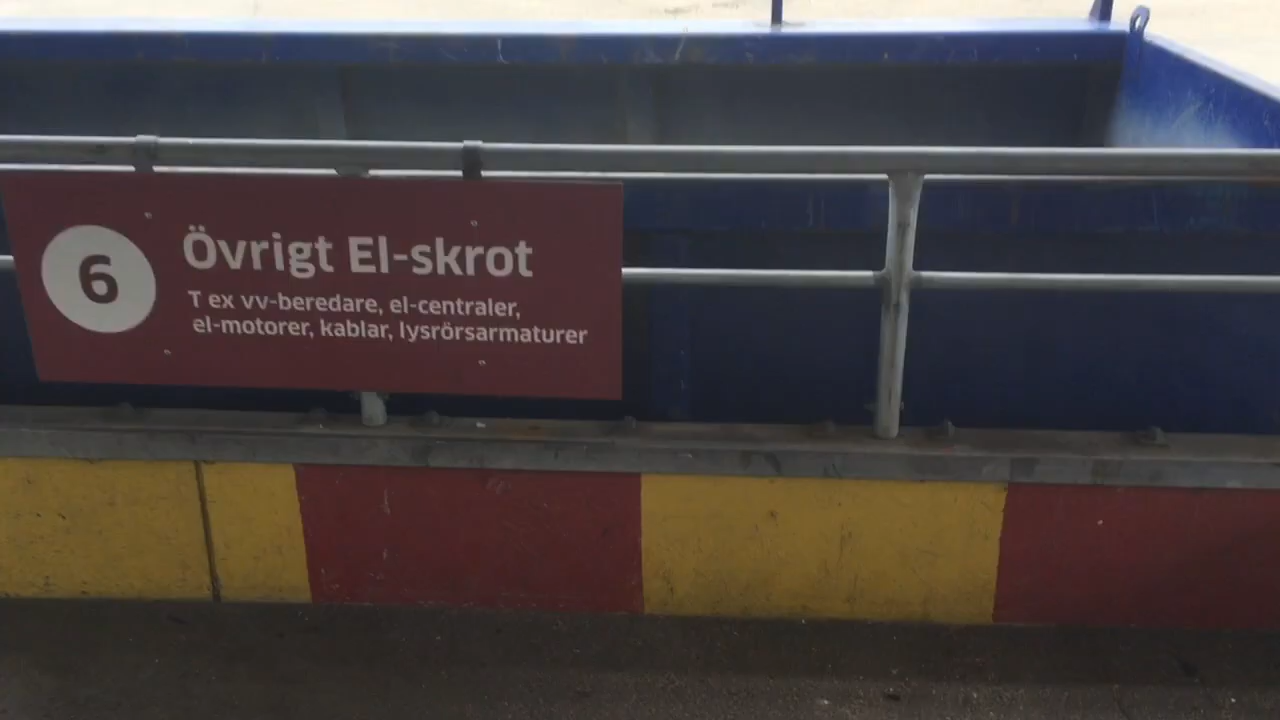 6
Övrigt El-skrot
T ex vv-beredare, el-centraler,
el-motorer, kablar, lysrörsarmaturer